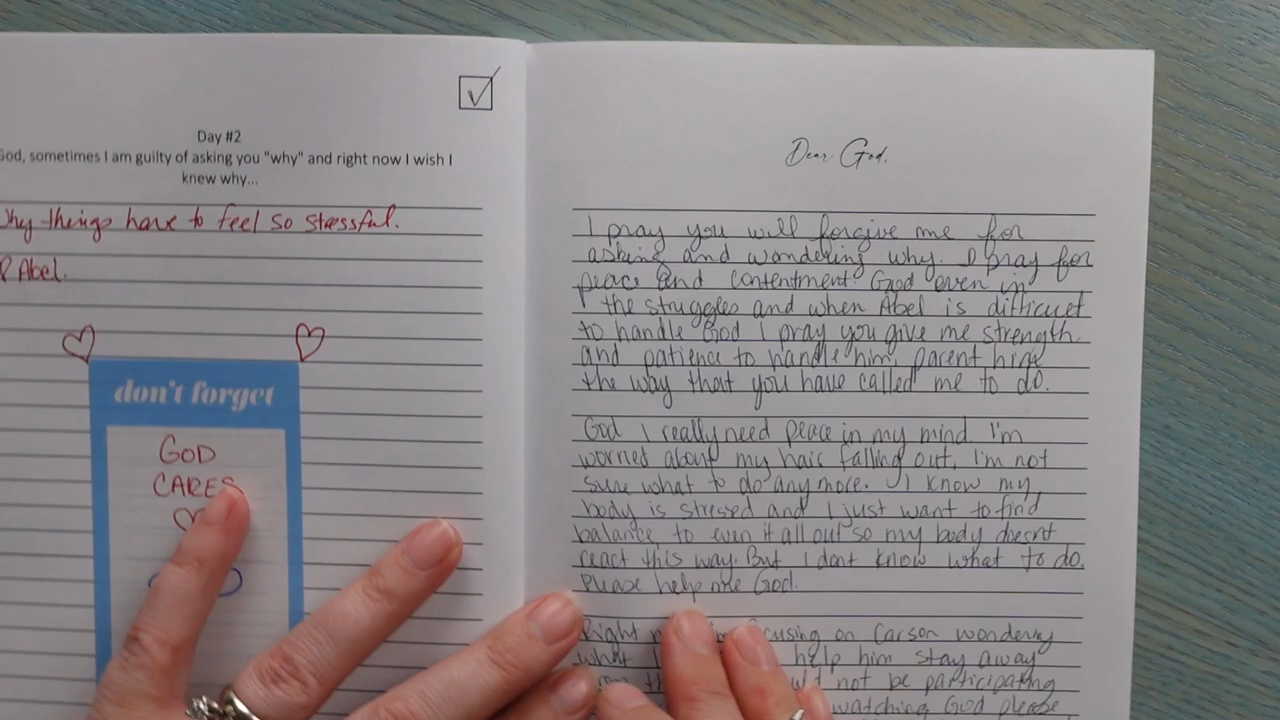 Day #2
God, sometimes I am guilty of asking you "why" and right now I wish I
knew why...
Why things have to feel so stressful.
Abel.
don't forget
GOD
CARES
Dear God,
I pray you will forgive me for
asking and wondering why. I pray for
peace and contentment. God even in
the struggles and when Abel is difficult
to handle God I pray you give me strength
and patience to handle him, parent him
the way that you have called me to do.
God I really need peace in my mind. I'm
worried about my hair falling out. I'm not
sure what to do anymore. I know my
body is stressed and I just want to find
balance, to even it all out so my body doesnt
react this way. But I dont know what to do.
Please help me God.
Right focusing on Carson wondering
what help him stay away
not be participating
watching God please